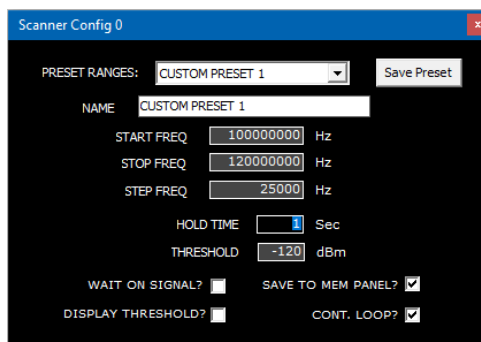 Scanner Config 0
x
PRESET RANGES: CUSTOM PRESET 1 Save Preset
NAME CUSTOM PRESET 1
START FREQ 100000000 Hz
STOP FREQ 120000000 Hz
STEP FREQ 25000 Hz
HOLD TIME 1 Sec
THRESHOLD -120 dBm
WAIT ON SIGNAL? SAVE TO MEM PANEL?
DISPLAY THRESHOLD? CONT. LOOP?